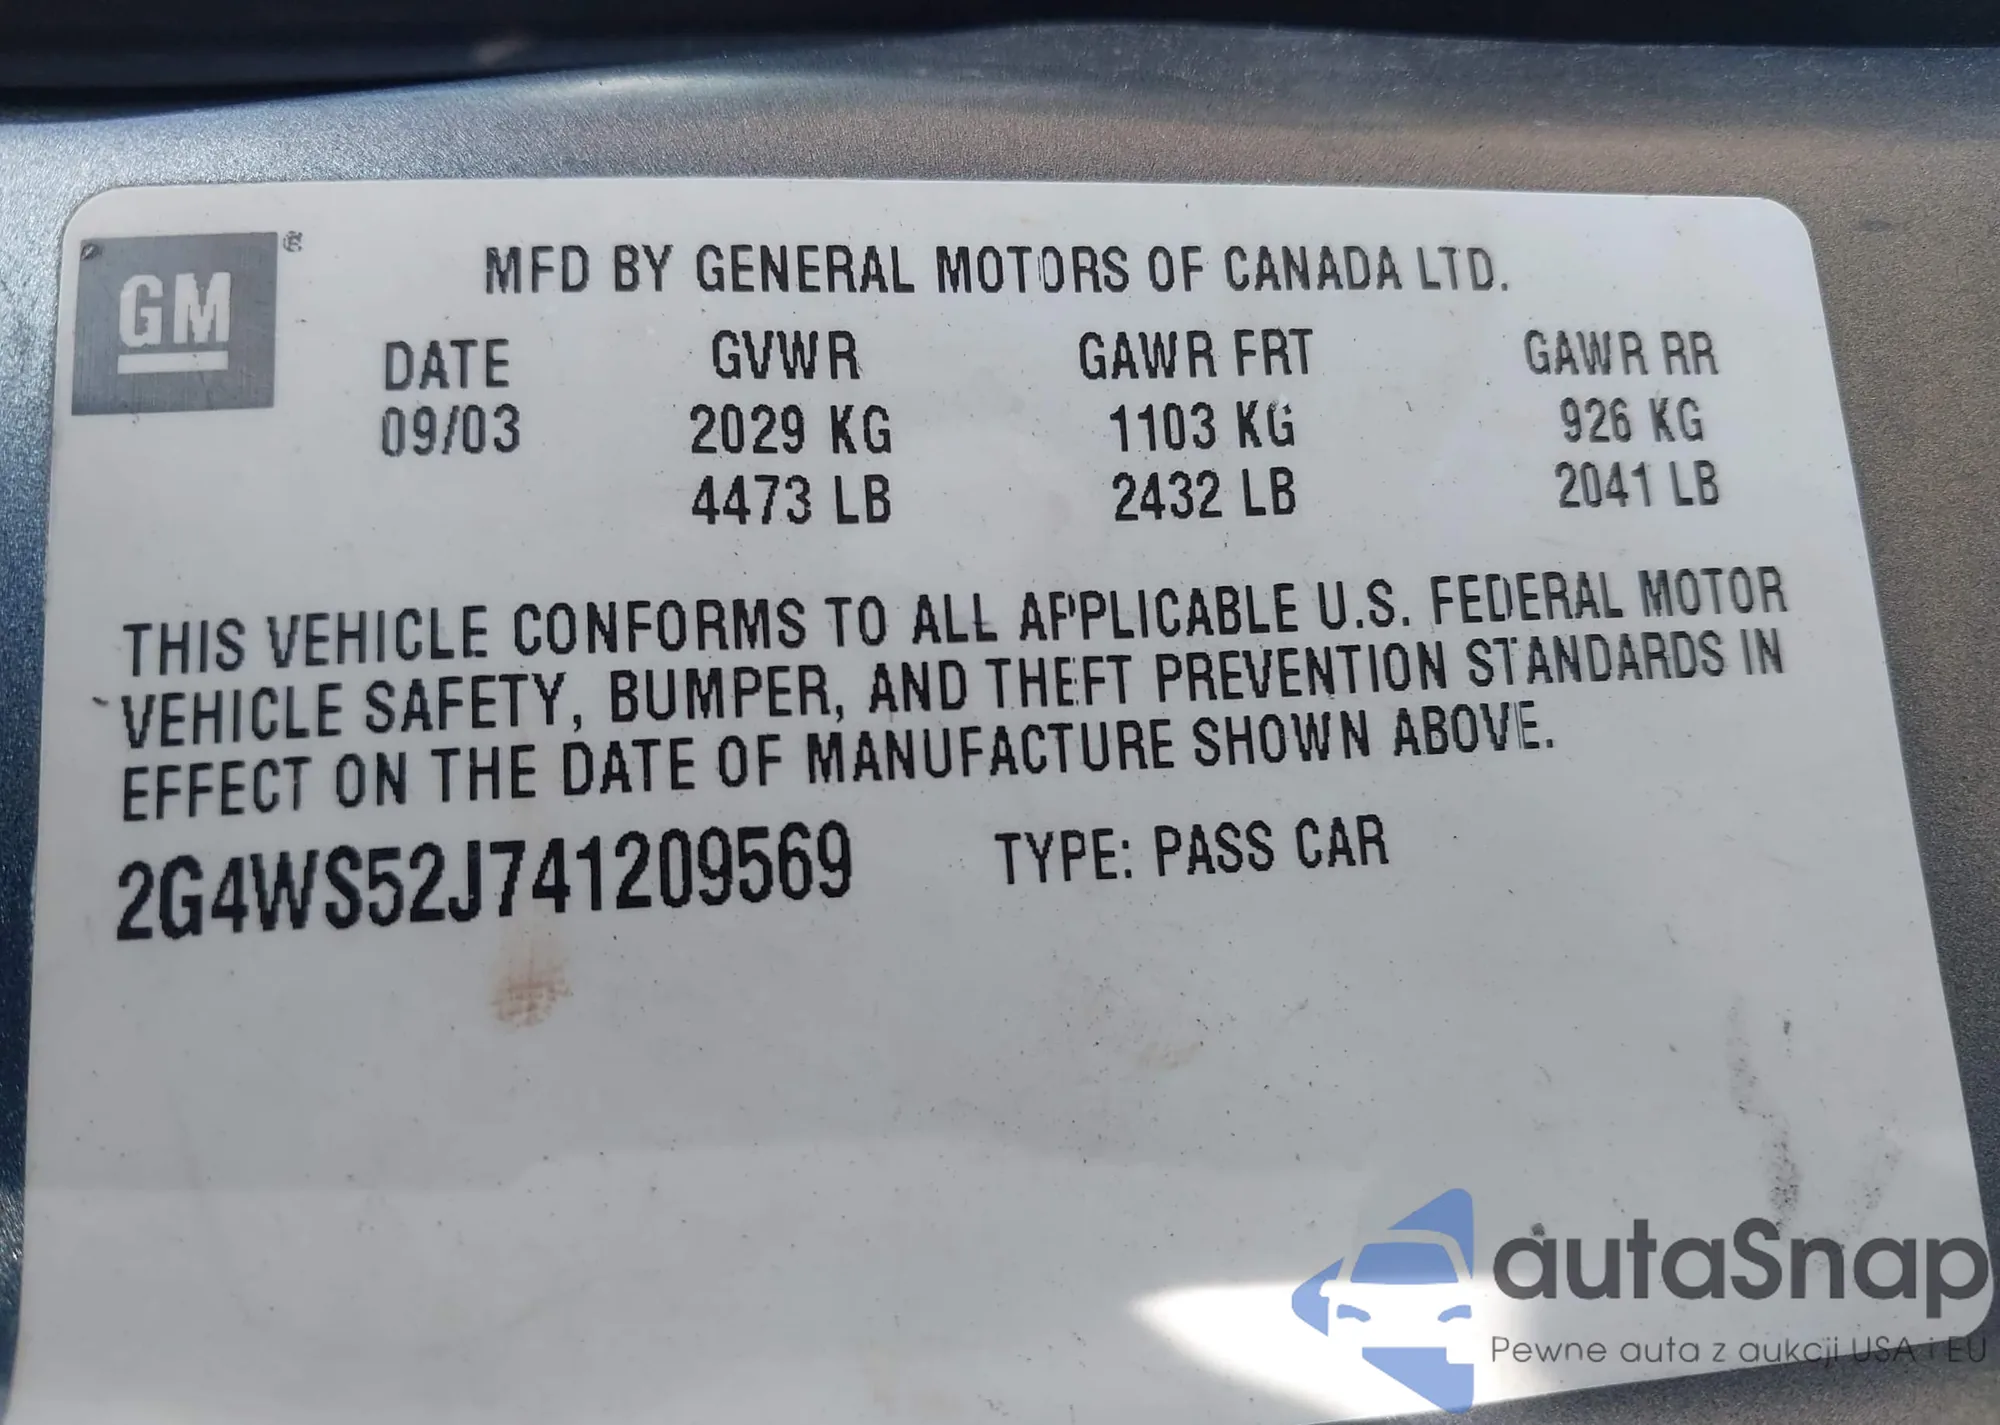 GM ®
MFD BY GENERAL MOTORS OF CANADA LTD.
DATE GVWR GAWR FRT GAWR RR
09/03 2029 KG 1103 KG 926 KG
4473 LB 2432 LB 2041 LB
THIS VEHICLE CONFORMS TO ALL APPLICABLE U.S. FEDERAL MOTOR
VEHICLE SAFETY, BUMPER, AND THEFT PREVENTION STANDARDS IN
EFFECT ON THE DATE OF MANUFACTURE SHOWN ABOVE.
2G4WS52J741209569 TYPE: PASS CAR
autaSnap
Pewne auta z aukcji USA i EU